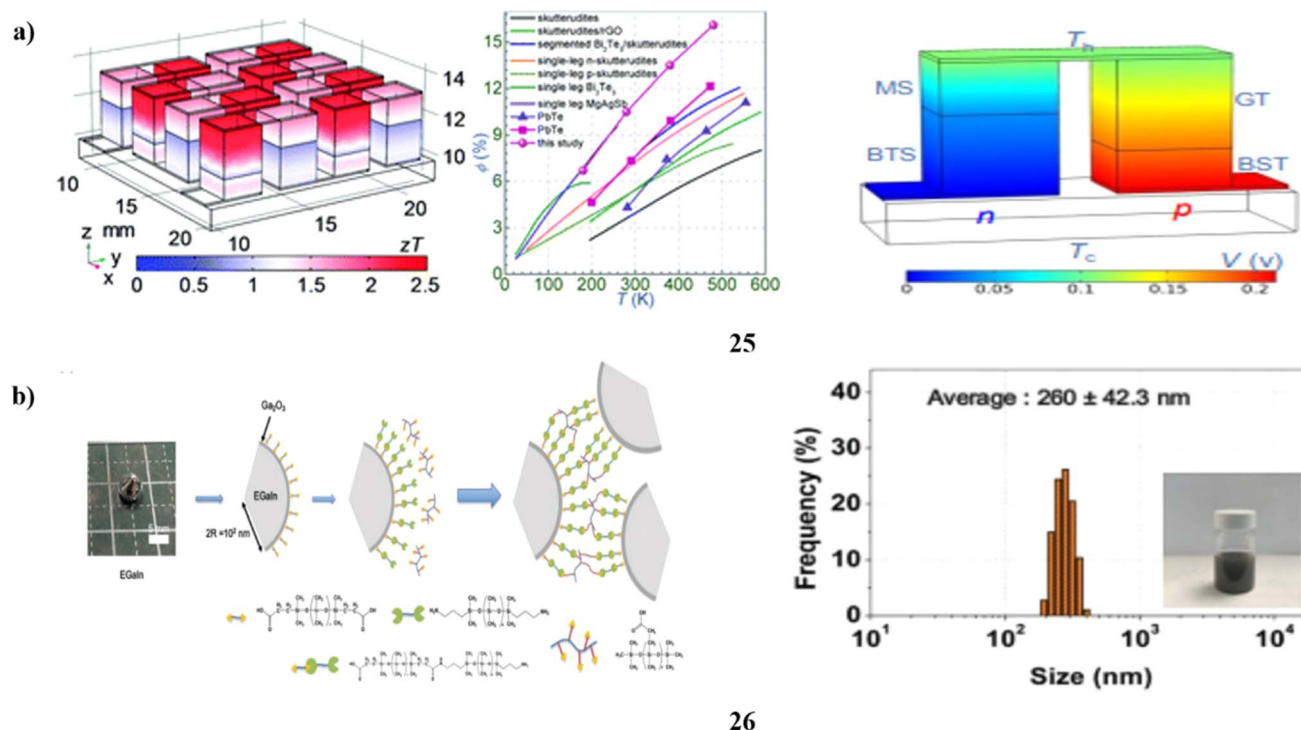 a)
14
12
10
10
15
20
mm
10
15
20
z
y
x
zT
0 0.5 1 1.5 2 2.5
ϕ (%)
15
12
9
6
3
0
skutterudites
skutterudites/rGO
segmented Bi2Te3/skutterudites
single-leg n-skutterudites
single-leg p-skutterudites
single leg Bi2Te3
single leg MgAgSb
PbTe
PbTe
this study
0 100 200 300 400 500 600
T (K)
Th
MS
GT
BTS
BST
n
p
Tc
V (v)
0 0.05 0.1 0.15 0.2
25
b)
Ga2O3
EGaIn
2R =10² nm
EGaIn
Average : 260 ± 42.3 nm
Frequency (%)
40
30
20
10
0
10¹ 10² 10³ 10⁴
Size (nm)
26